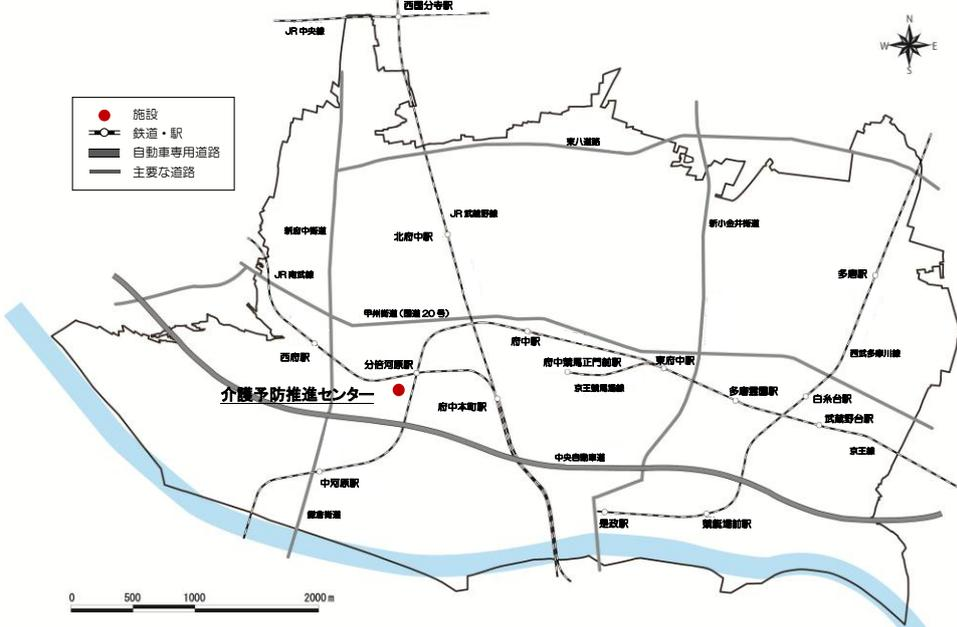 西国分寺駅
JR中央線
N
W
E
S
施設
鉄道・駅
自動車専用道路
主要な道路
東八道路
JR武蔵野線
新小金井街道
新府中街道
北府中駅
多磨駅
JR南武線
甲州街道(国道20号)
府中駅
西府駅
分倍河原駅
府中競馬正門前駅
東府中駅
西武多摩川線
京王競馬場線
介護予防推進センター
多磨霊園駅
白糸台駅
府中本町駅
武蔵野台駅
京王線
中央自動車道
中河原駅
鎌倉街道
是政駅
競艇場前駅
0
500
1000
2000m